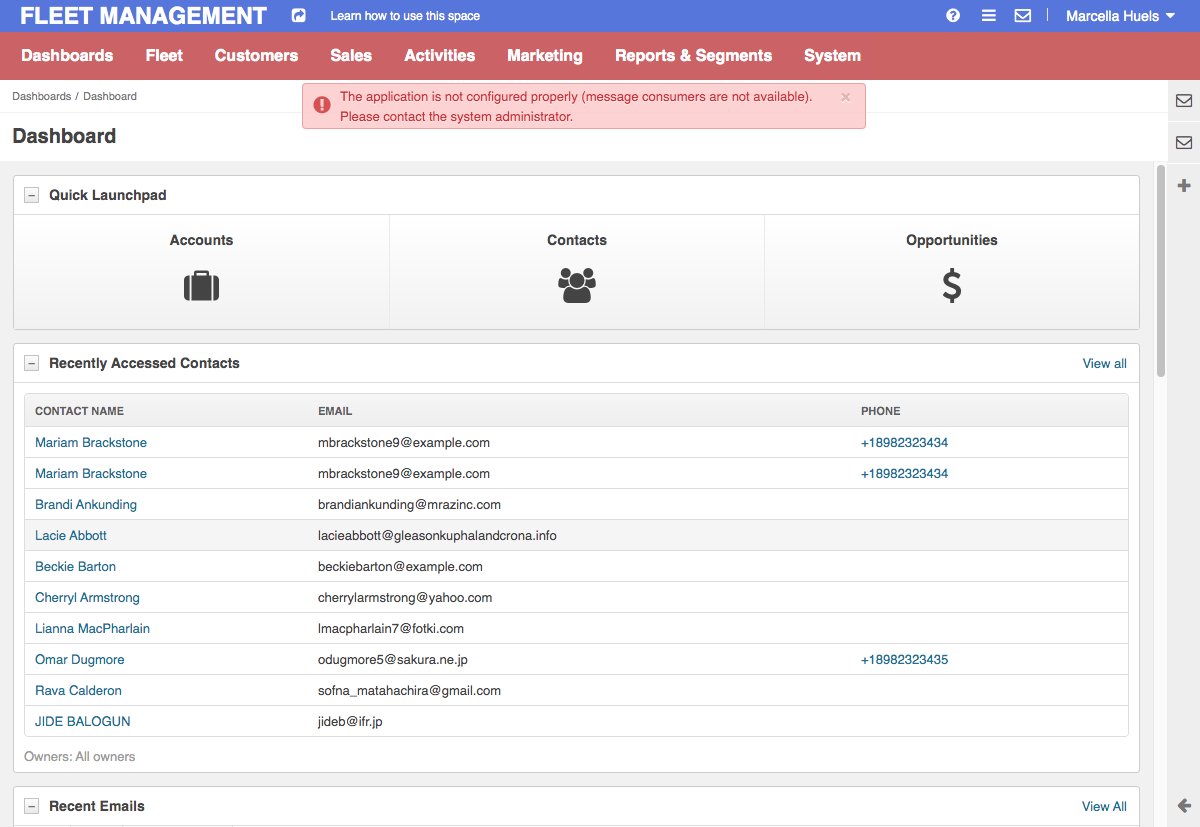 FLEET MANAGEMENT Learn how to use this space Marcella Huels
Dashboards Fleet Customers Sales Activities Marketing Reports & Segments System
Dashboards / Dashboard
The application is not configured properly (message consumers are not available).
Please contact the system administrator.
Dashboard
Quick Launchpad
Accounts Contacts Opportunities
Recently Accessed Contacts View all
CONTACT NAME EMAIL PHONE
Mariam Brackstone mbrackstone9@example.com +18982323434
Mariam Brackstone mbrackstone9@example.com +18982323434
Brandi Ankunding brandiankunding@mrazinc.com
Lacie Abbott lacieabbott@gleasonkuphalandcrona.info
Beckie Barton beckiebarton@example.com
Cherryl Armstrong cherrylarmstrong@yahoo.com
Lianna MacPharlain lmacpharlain7@fotki.com
Omar Dugmore odugmore5@sakura.ne.jp +18982323435
Rava Calderon sofna_matahachira@gmail.com
JIDE BALOGUN jideb@ifr.jp
Owners: All owners
Recent Emails View All